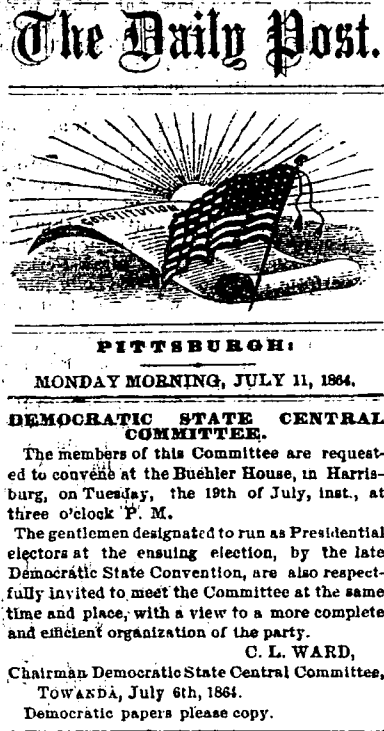 The Daily Post.
Constitution
PITTSBURGH:
MONDAY MORNING, JULY 11, 1864.
DEMOCRATIC STATE CENTRAL
COMMITTEE.
The members of this Committee are request-
ed to convene at the Buehler House, in Harris-
burg, on Tuesday, the 19th of July, inst., at
three o'clock P. M.
The gentlemen designated to run as Presidential
electors at the ensuing election, by the late
Democratic State Convention, are also respect-
fully invited to meet the Committee at the same
time and place, with a view to a more complete
and efficient organization of the party.
C. L. WARD,
Chairman Democratic State Central Committee,
TOWANDA, July 6th, 1864.
Democratic papers please copy.